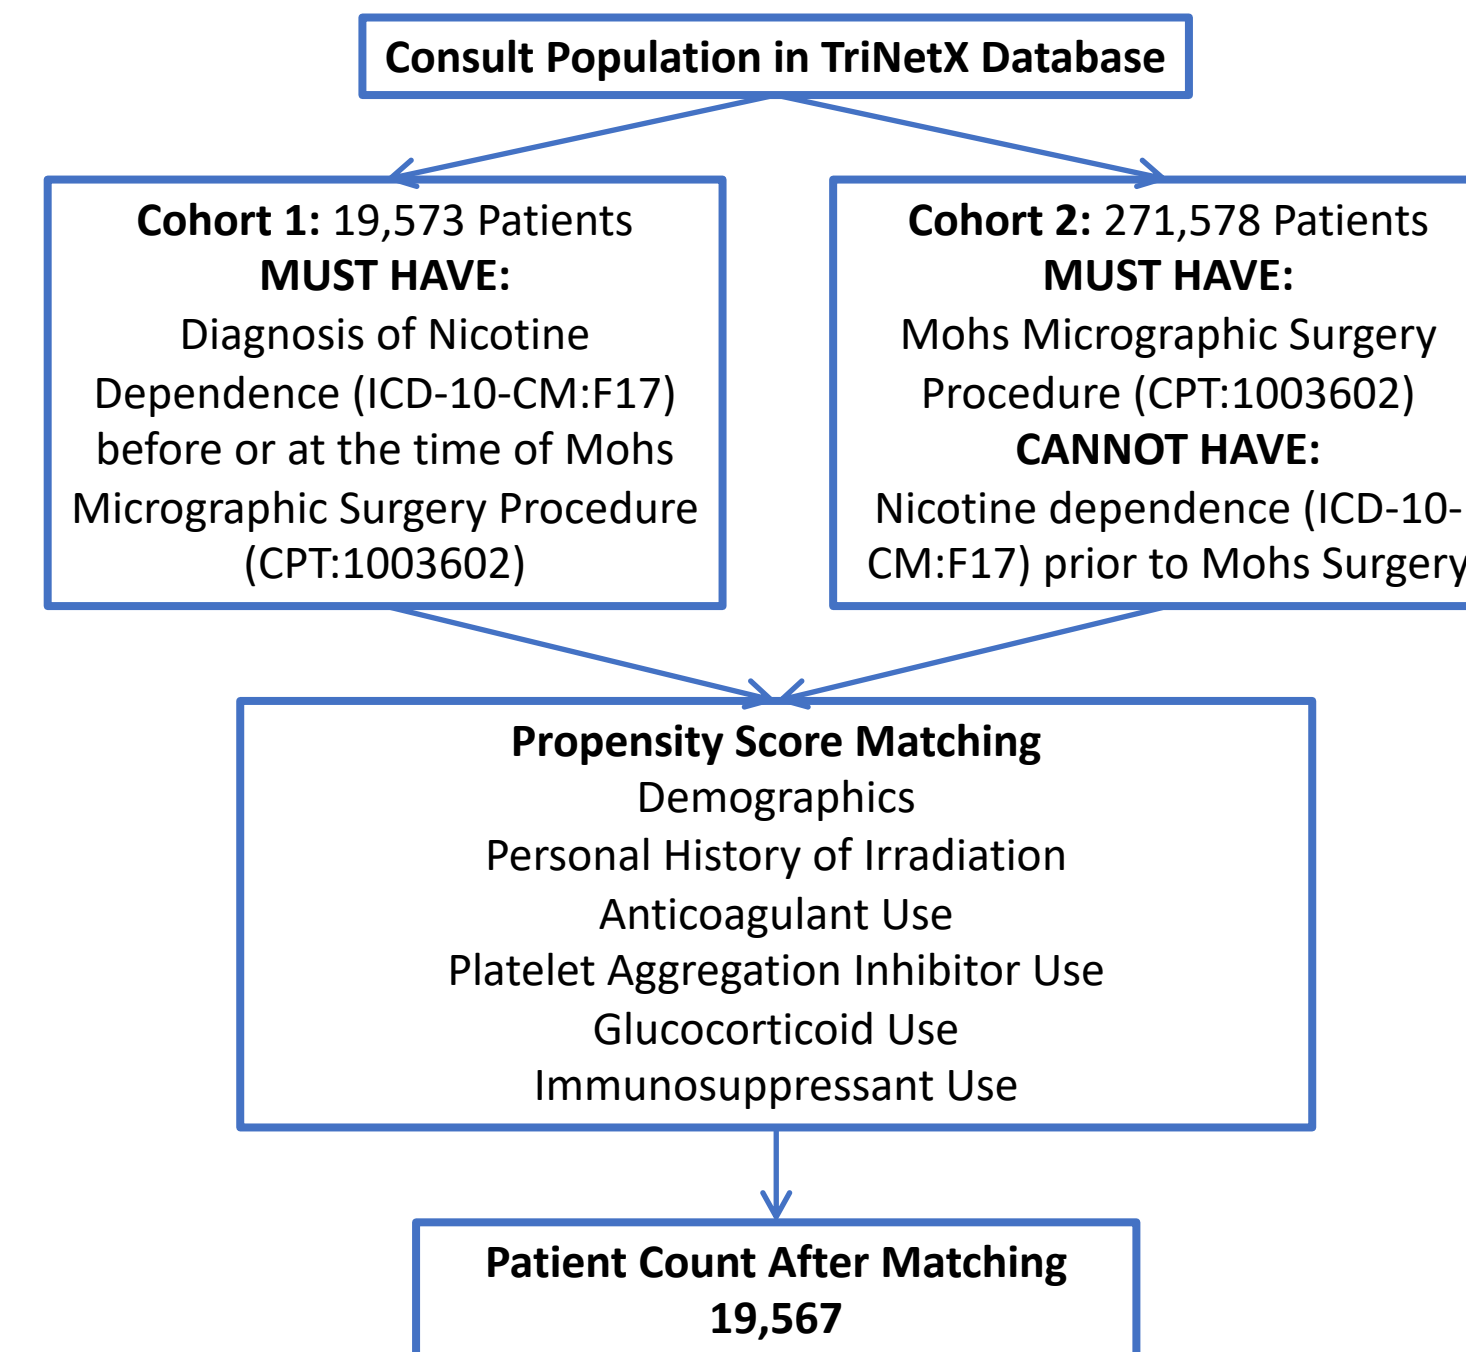 Consult Population in TriNetX Database
Cohort 1: 19,573 Patients
MUST HAVE:
Diagnosis of Nicotine
Dependence (ICD-10-CM:F17)
before or at the time of Mohs
Micrographic Surgery Procedure
(CPT:1003602)
Cohort 2: 271,578 Patients
MUST HAVE:
Mohs Micrographic Surgery
Procedure (CPT:1003602)
CANNOT HAVE:
Nicotine dependence (ICD-10-
CM:F17) prior to Mohs Surgery
Propensity Score Matching
Demographics
Personal History of Irradiation
Anticoagulant Use
Platelet Aggregation Inhibitor Use
Glucocorticoid Use
Immunosuppressant Use
Patient Count After Matching
19,567